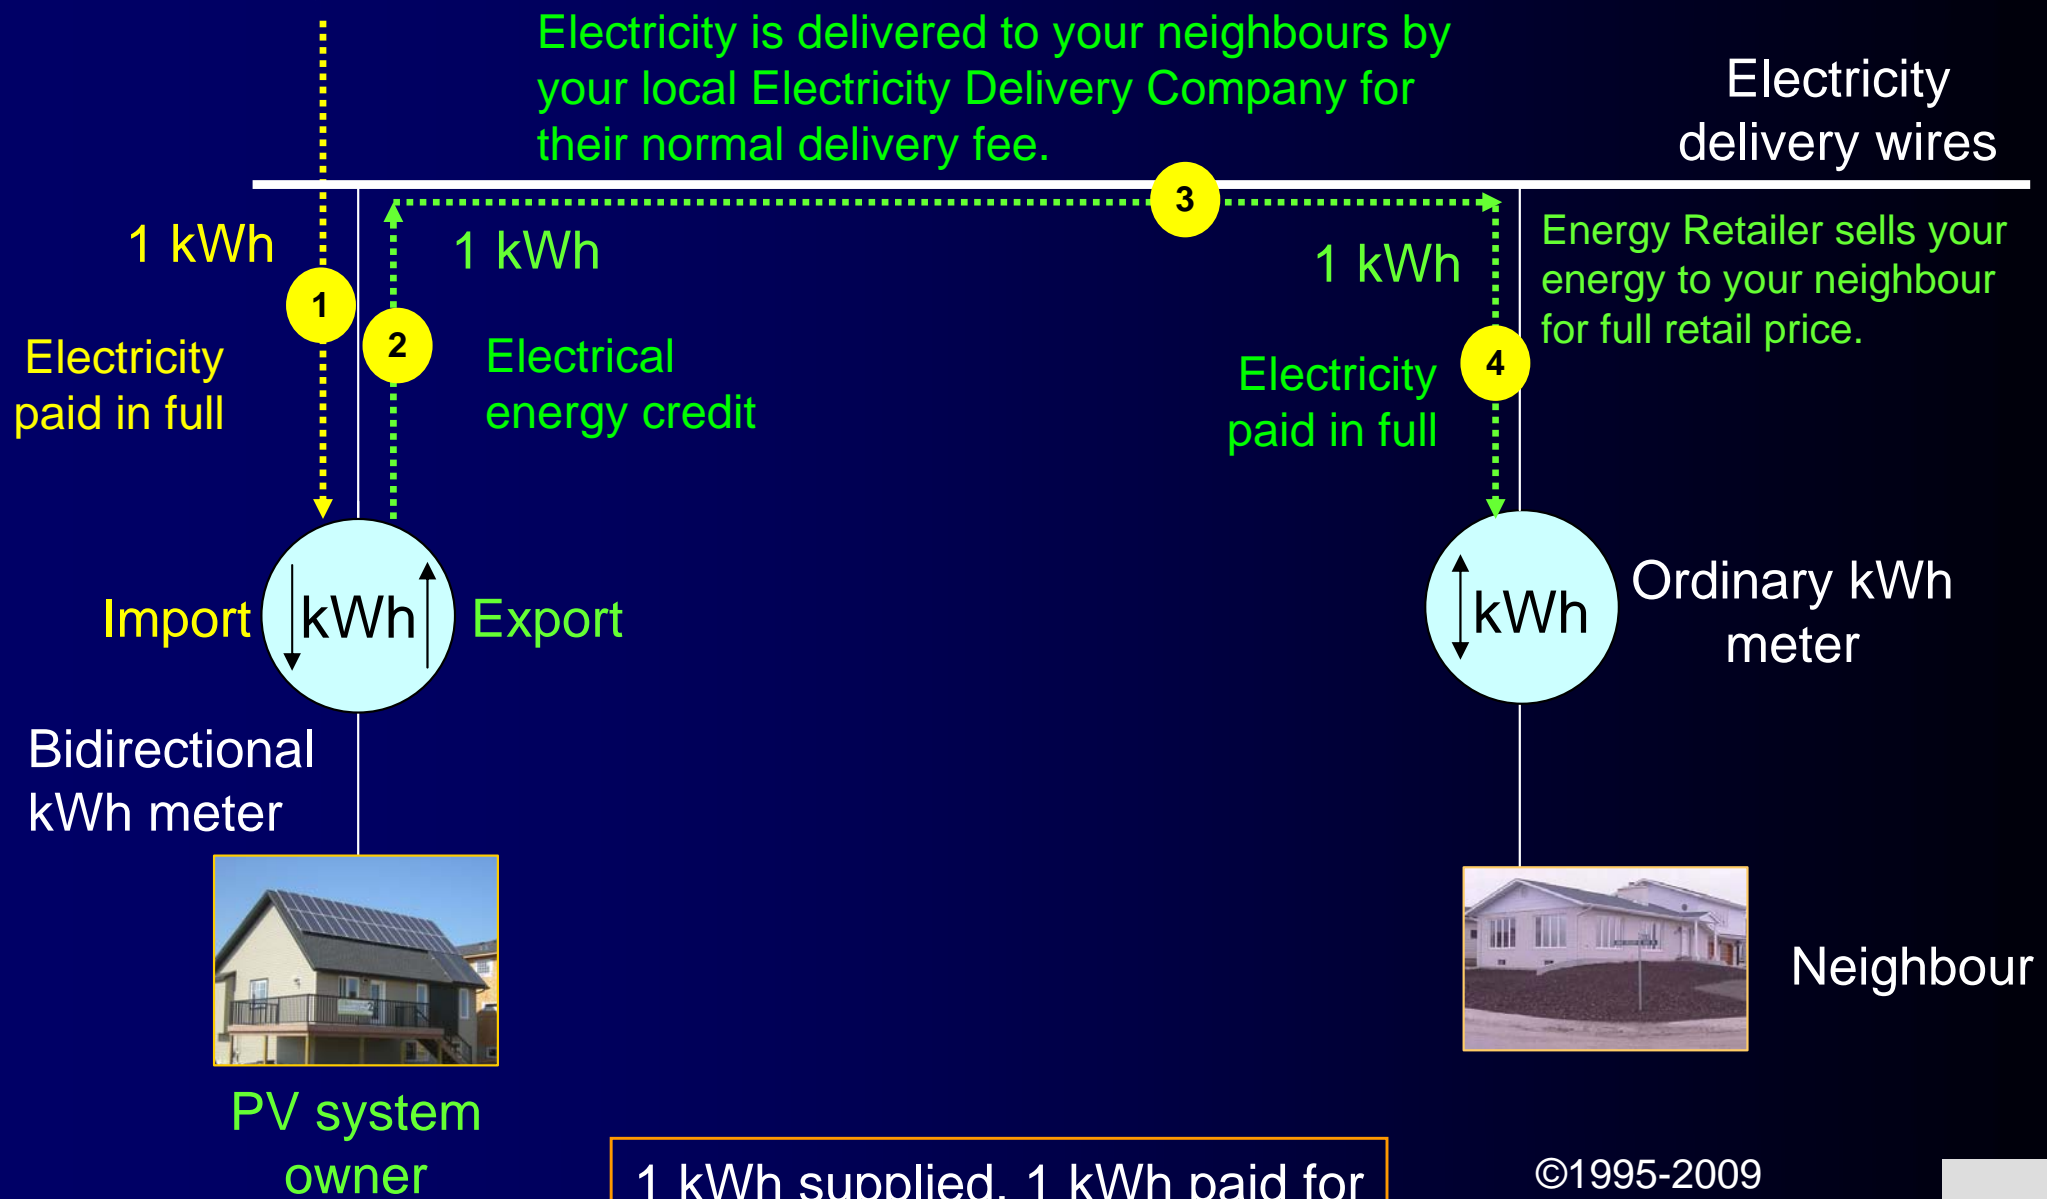 Electricity is delivered to your neighbours by
your local Electricity Delivery Company for
their normal delivery fee.
Electricity
delivery wires
3
1 kWh
1 kWh
1 kWh
Energy Retailer sells your
energy to your neighbour
for full retail price.
1
2
4
Electricity
paid in full
Electrical
energy credit
Electricity
paid in full
Import
kWh
Export
kWh
Ordinary kWh
meter
Bidirectional
kWh meter
Neighbour
PV system
owner
1 kWh supplied, 1 kWh paid for
©1995-2009